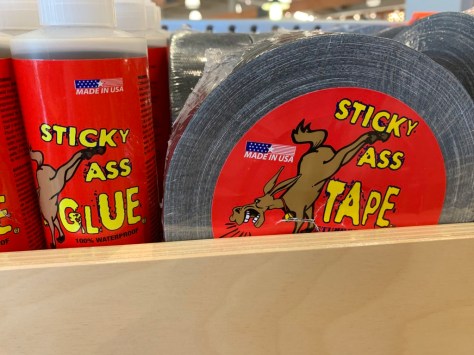 MADE IN USA
STICKY
ASS
GLUE
100% WATERPROOF
MADE IN USA
STICKY
ASS
TAPE